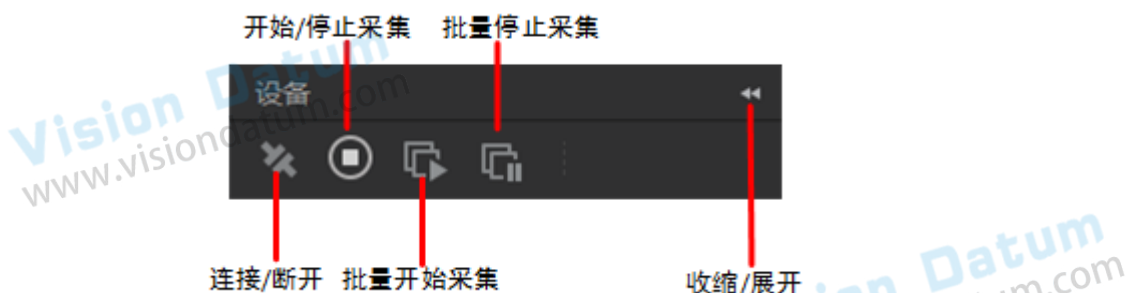 开始/停止采集 批量停止采集
设备
连接/断开 批量开始采集 收缩/展开
Vision Datum
www.visiondatum.com
Datum